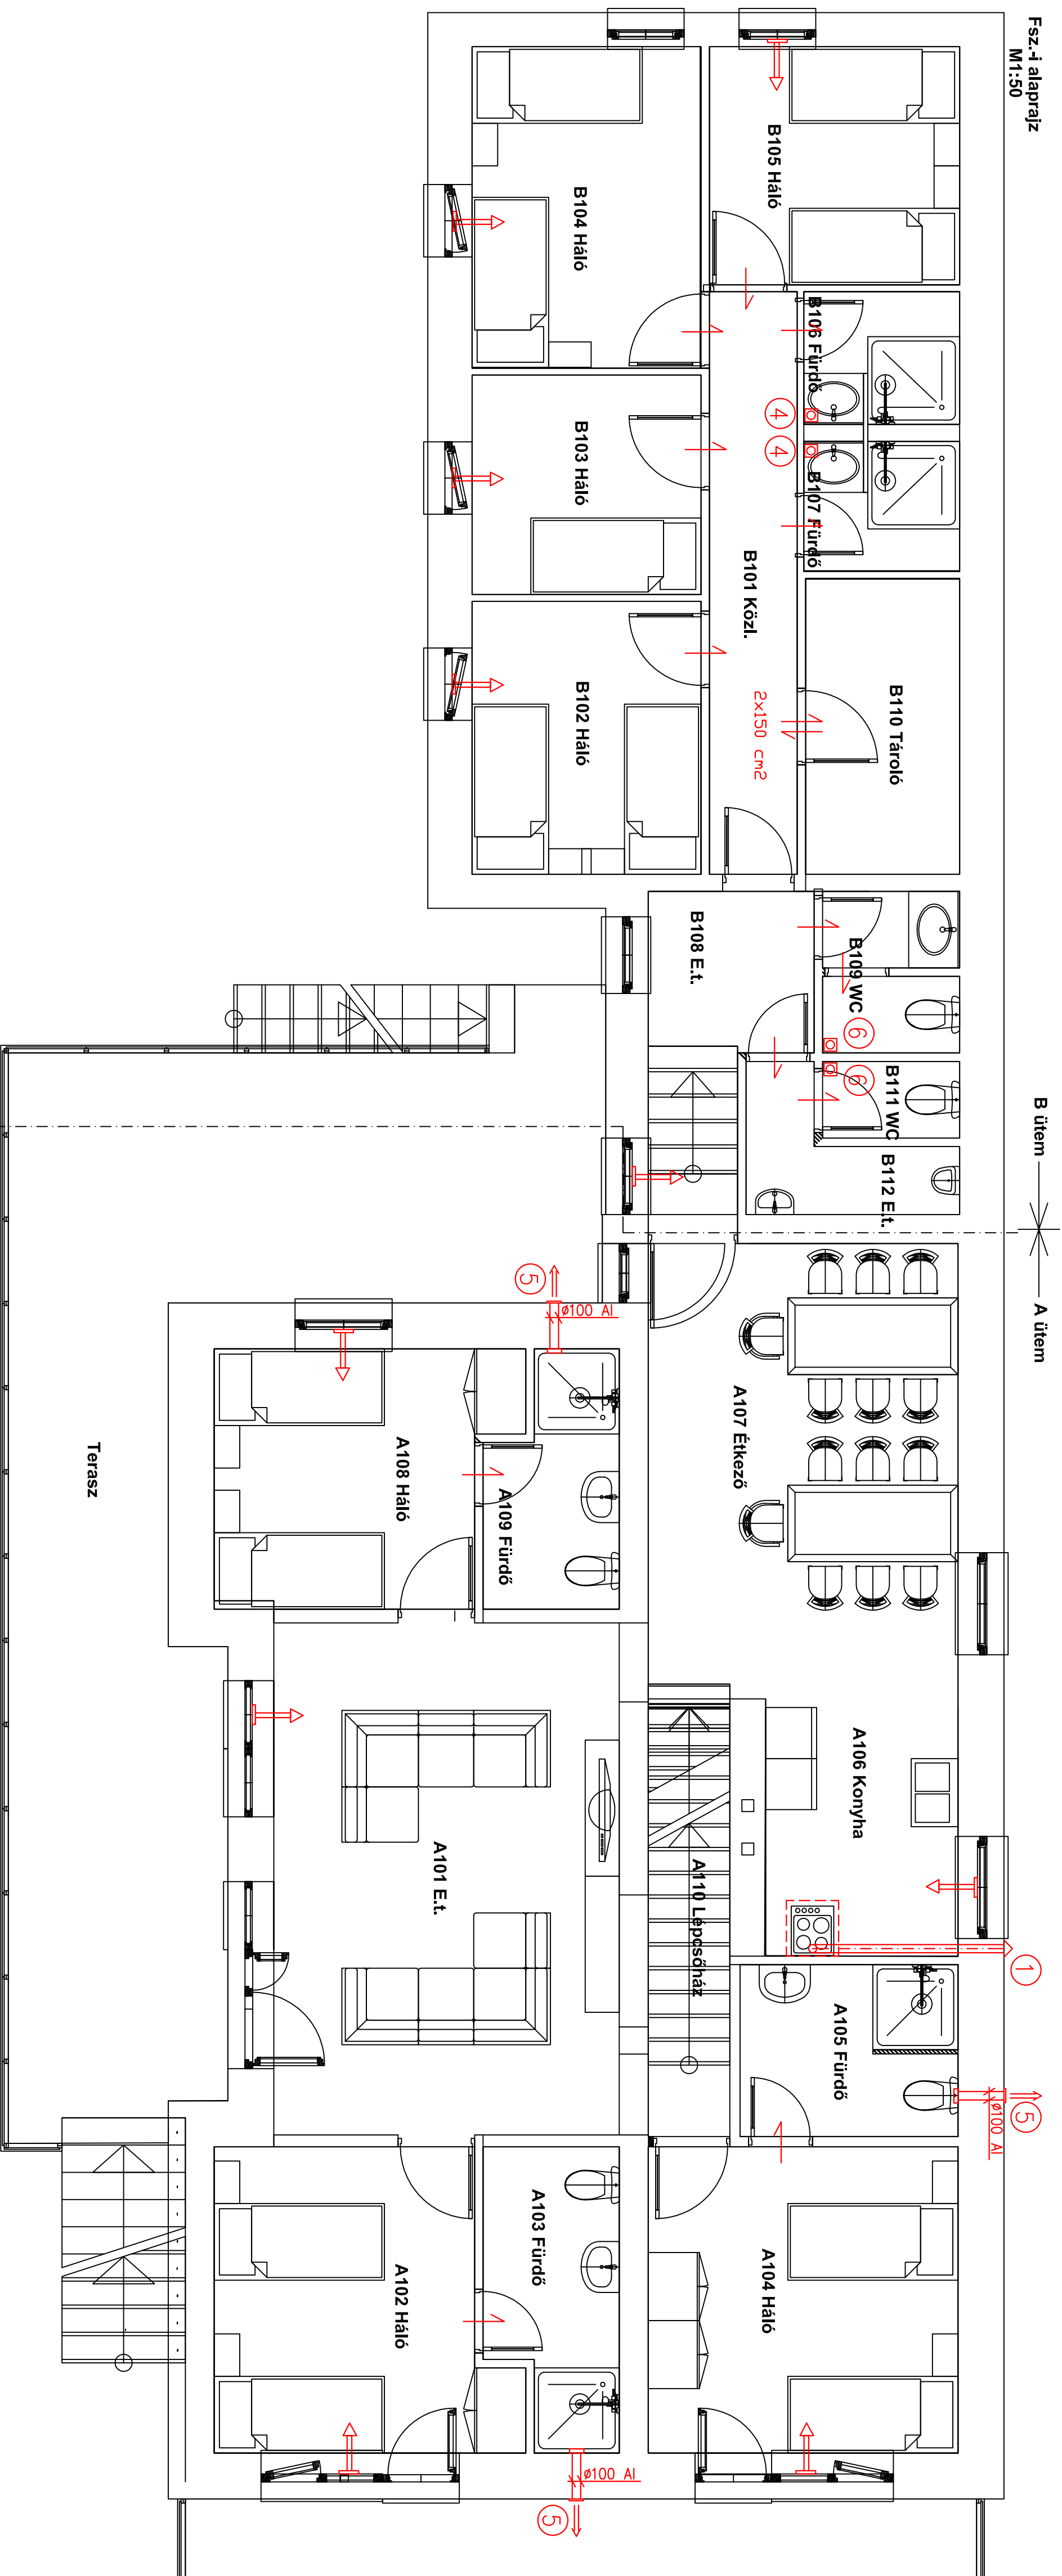 Fsz.-i alaprajz
M1:50
B ütem
A ütem
B105 Háló
B104 Háló
B106 Fürdő
4
4
B107 Fürdő
B103 Háló
B101 Közl.
B110 Tároló
B102 Háló
2x150 cm2
B108 E.t.
B109 WC
6
6
B111 WC
B112 E.t.
5
ø100 Al
A107 Étkező
A108 Háló
A109 Fürdő
Terasz
A106 Konyha
A101 E.t.
A110 Lépcsőház
1
A105 Fürdő
5
ø100 Al
A103 Fürdő
A104 Háló
A102 Háló
ø100 Al
5